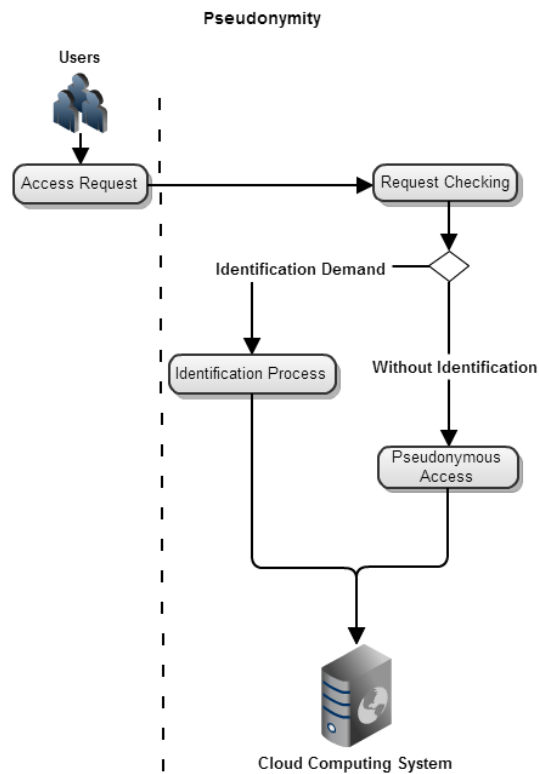 Pseudonymity
Users
Access Request
Request Checking
Identification Demand
Identification Process
Without Identification
Pseudonymous
Access
Cloud Computing System